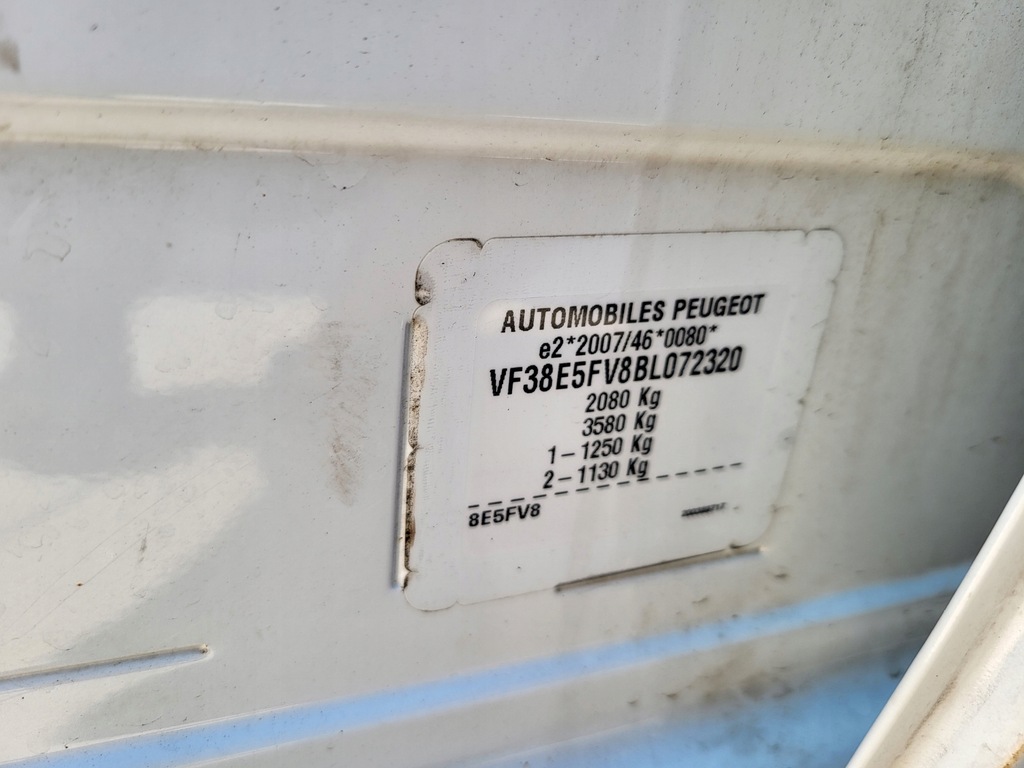 AUTOMOBILES PEUGEOT
e2*2007/46*0080*
VF38E5FV8BL072320
2080 Kg
3580 Kg
1-1250 Kg
2-1130 Kg
8E5FV8